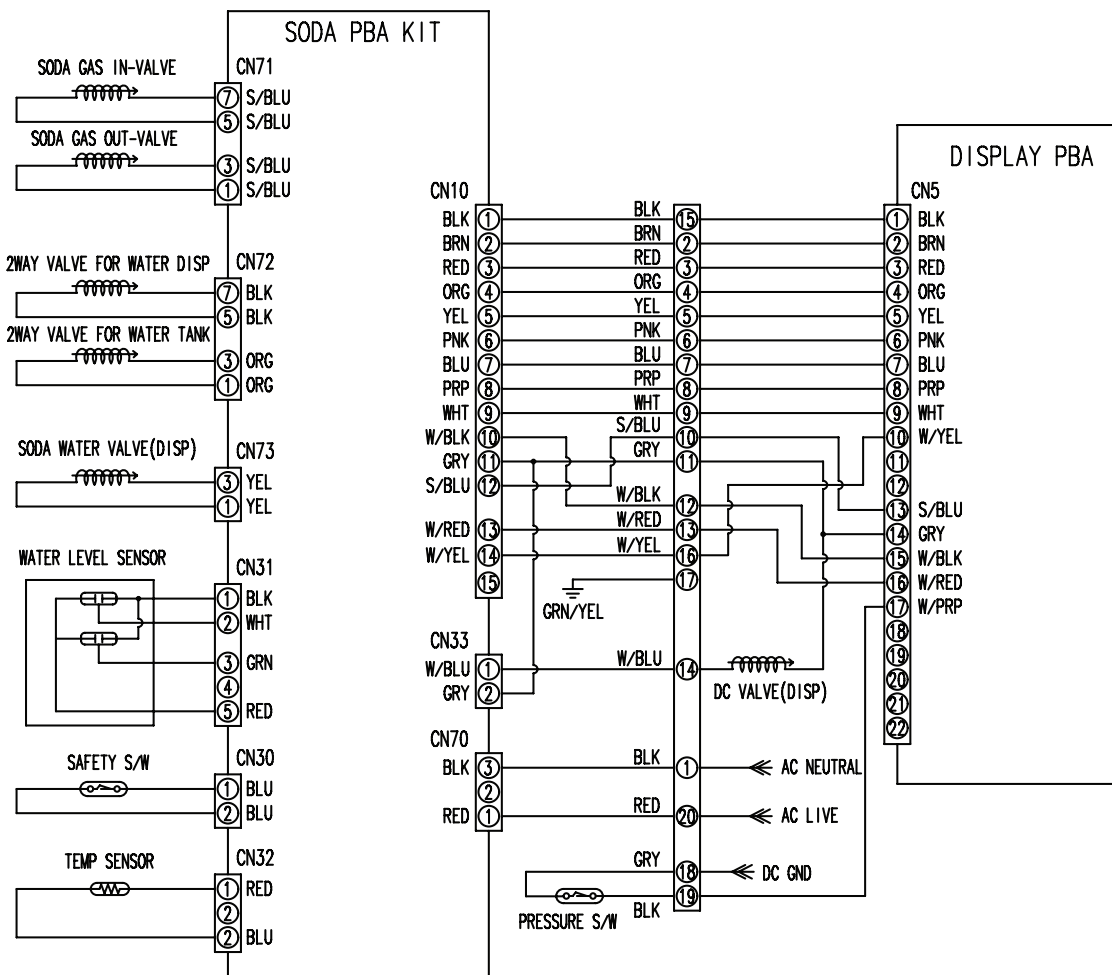 SODA PBA KIT
SODA GAS IN-VALVE
CN71
7 S/BLU
5 S/BLU
SODA GAS OUT-VALVE
3 S/BLU
1 S/BLU
2WAY VALVE FOR WATER DISP
CN72
7 BLK
5 BLK
2WAY VALVE FOR WATER TANK
3 ORG
1 ORG
SODA WATER VALVE(DISP)
CN73
3 YEL
1 YEL
WATER LEVEL SENSOR
CN31
1 BLK
2 WHT
3 GRN
4
5 RED
SAFETY S/W
CN30
1 BLU
2 BLU
TEMP SENSOR
CN32
1 RED
2
2 BLU
CN10
BLK 1
BRN 2
RED 3
ORG 4
YEL 5
PNK 6
BLU 7
PRP 8
WHT 9
W/BLK 10
GRY 11
S/BLU 12
W/RED 13
W/YEL 14
15
CN33
W/BLU 1
GRY 2
CN70
BLK 3
2
RED 1
BLK 15
BRN 2
RED 3
ORG 4
YEL 5
PNK 6
BLU 7
PRP 8
WHT 9
S/BLU 10
GRY 11
W/BLK 12
W/RED 13
W/YEL 16
17
GRN/YEL
W/BLU 14
DC VALVE(DISP)
BLK 1 AC NEUTRAL
RED 20 AC LIVE
GRY 18 DC GND
19
BLK
PRESSURE S/W
DISPLAY PBA
CN5
1 BLK
2 BRN
3 RED
4 ORG
5 YEL
6 PNK
7 BLU
8 PRP
9 WHT
10 W/YEL
11
12
13 S/BLU
14 GRY
15 W/BLK
16 W/RED
17 W/PRP
18
19
20
21
22